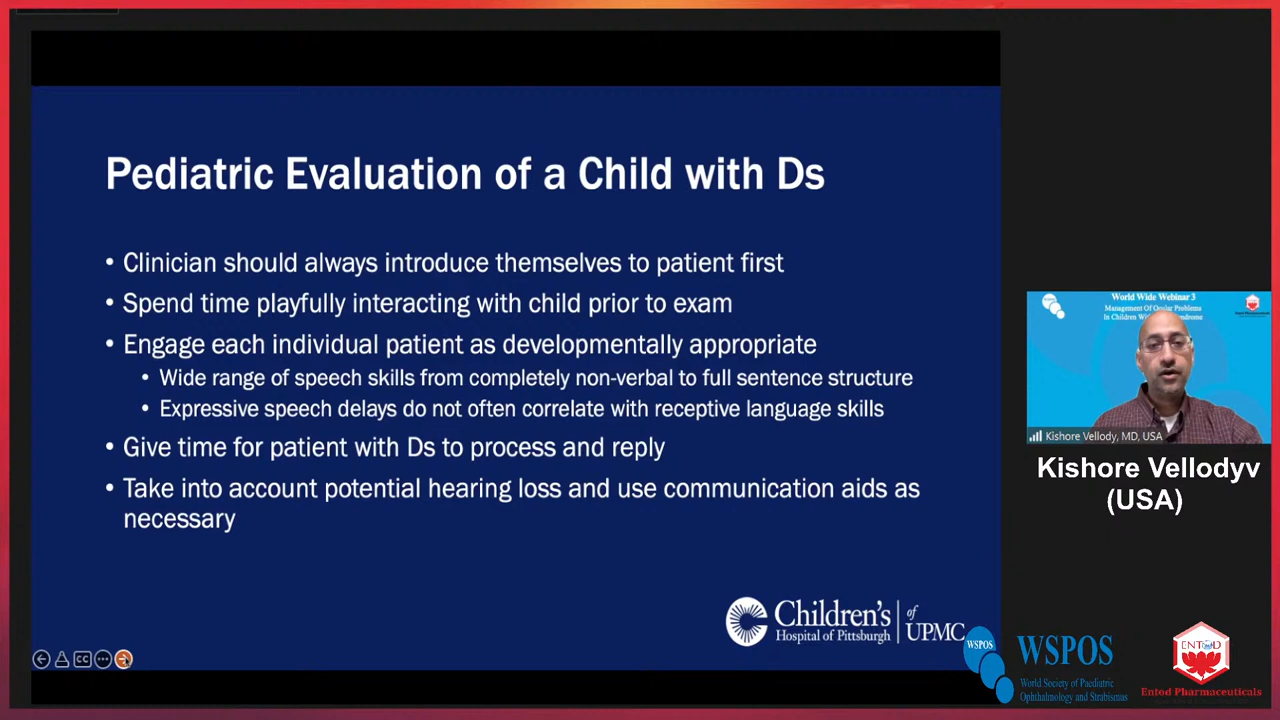 Pediatric Evaluation of a Child with Ds
• Clinician should always introduce themselves to patient first
• Spend time playfully interacting with child prior to exam
• Engage each individual patient as developmentally appropriate
• Wide range of speech skills from completely non-verbal to full sentence structure
• Expressive speech delays do not often correlate with receptive language skills
• Give time for patient with Ds to process and reply
• Take into account potential hearing loss and use communication aids as
necessary
Children's
Hospital of Pittsburgh
of
UPMC
CC
World Wide Webinar 3
Management Of Ocular Problems
In Children
Kishore Vellody, MD, USA
Kishore Vellodyv
(USA)
WSPOS
WSPOS
World Society of Paediatric
Ophthalmology and Strabismus
ENTOD
Entod Pharmaceuticals